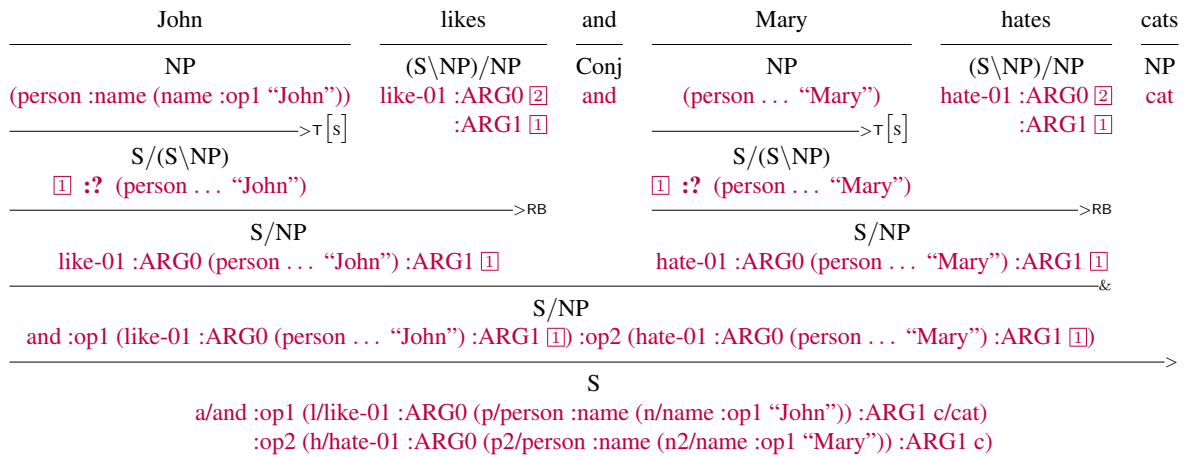 John likes and Mary hates cats
NP (S\NP)/NP Conj NP (S\NP)/NP NP
(person :name (name :op1 “John”)) like-01 :ARG0 2 and (person … “Mary”) hate-01 :ARG0 2 cat
>T[S] :ARG1 1 >T[S] :ARG1 1
S/(S\NP) S/(S\NP)
1 :? (person … “John”) 1 :? (person … “Mary”)
>RB >RB
S/NP S/NP
like-01 :ARG0 (person … “John”) :ARG1 1 hate-01 :ARG0 (person … “Mary”) :ARG1 1
&
S/NP
and :op1 (like-01 :ARG0 (person … “John”) :ARG1 1) :op2 (hate-01 :ARG0 (person … “Mary”) :ARG1 1)
>
S
a/and :op1 (l/like-01 :ARG0 (p/person :name (n/name :op1 “John”)) :ARG1 c/cat)
:op2 (h/hate-01 :ARG0 (p2/person :name (n2/name :op1 “Mary”)) :ARG1 c)